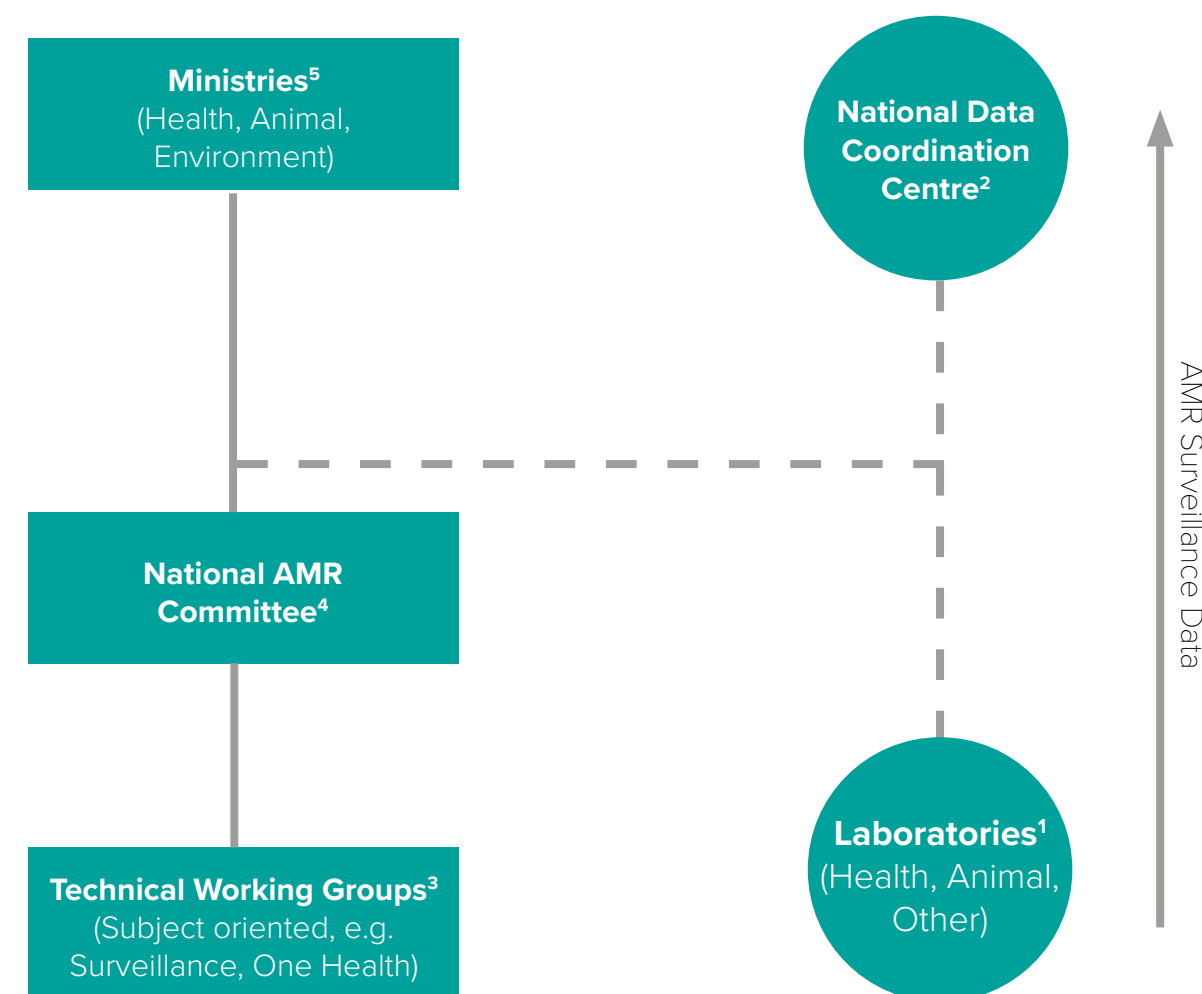 Ministries⁵
(Health, Animal,
Environment)
National Data
Coordination
Centre²
AMR Surveillance Data
National AMR
Committee⁴
Technical Working Groups³
(Subject oriented, e.g.
Surveillance, One Health)
Laboratories¹
(Health, Animal,
Other)